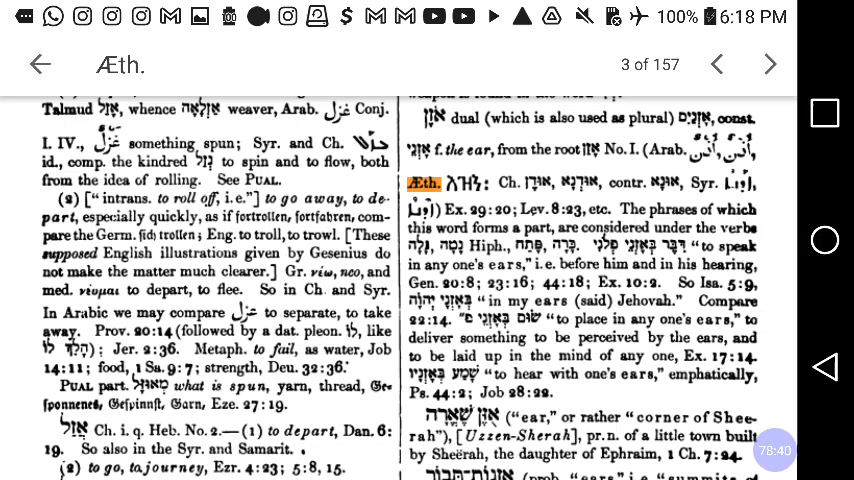 100% 6:18 PM
Æth.
3 of 157
Talmud אֲזַל, whence אַזְלָאָה weaver, Arab. غزل Conj.
I. IV., غَزْل something spun; Syr. and Ch.
id., comp. the kindred נָזַל to spin and to flow, both
from the idea of rolling. See PUAL.
(2) ["intrans. to roll off, i.e."] to go away, to de-
part, especially quickly, as if fortrollen, fortfahren, com-
pare the Germ. sich trollen; Eng. to troll, to trowl. [These
supposed English illustrations given by Gesenius do
not make the matter much clearer.] Gr. νέω, neo, and
med. νέομαι to depart, to flee. So in Ch. and Syr.
In Arabic we may compare عزل to separate, to take
away. Prov. 20:14 (followed by a dat. pleon. לוֹ, like
הָלַךְ לוֹ); Jer. 2:36. Metaph. to fail, as water, Job
14:11; food, 1 Sa. 9:7; strength, Deu. 32:36.
PUAL part. מְאוּזָּל what is spun, yarn, thread, Ge-
sponnenes, Gespinnst, Garn, Eze. 27:19.
אֲזַל Ch. i. q. Heb. No. 2.—(1) to depart, Dan. 6:
19. So also in the Syr. and Samarit.
(2) to go, to journey, Ezr. 4:23; 5:8, 15.
אֹזֶן dual (which is also used as plural) אָזְנַיִם, const.
אָזְנֵי f. the ear, from the root אָזַן No. I. (Arab. أُذْن, أُذُن,
Æth. እዝን: Ch. אוּדָן, אוּדְנָא, contr. אוּנָא, Syr.
Ex. 29:20; Lev. 8:23, etc. The phrases of which
this word forms a part, are considered under the verbs
נָטָה, גָּלָה Hiph., פָּתַח, כָּרָה. דִּבֶּר בְּאָזְנֵי פְלֹנִי "to speak
in any one's ears," i.e. before him and in his hearing,
Gen. 20:8; 23:16; 44:18; Ex. 10:2. So Isa. 5:9,
בְּאָזְנָי יְהֹוָה "in my ears (said) Jehovah." Compare
22:14. שׂוּם בְּאָזְנֵי פ׳ "to place in any one's ears," to
deliver something to be perceived by the ears, and
to be laid up in the mind of any one, Ex. 17:14.
שָׁמַע בְּאָזְנָיו "to hear with one's ears," emphatically,
Ps. 44:2; Job 28:22.
אֻזֵּן שֶׁאֱרָה ("ear," or rather "corner of Shee-
rah"), [Uzzen-Sherah], pr. n. of a little town built
by Sheërah, the daughter of Ephraim, 1 Ch. 7:24.
78:40